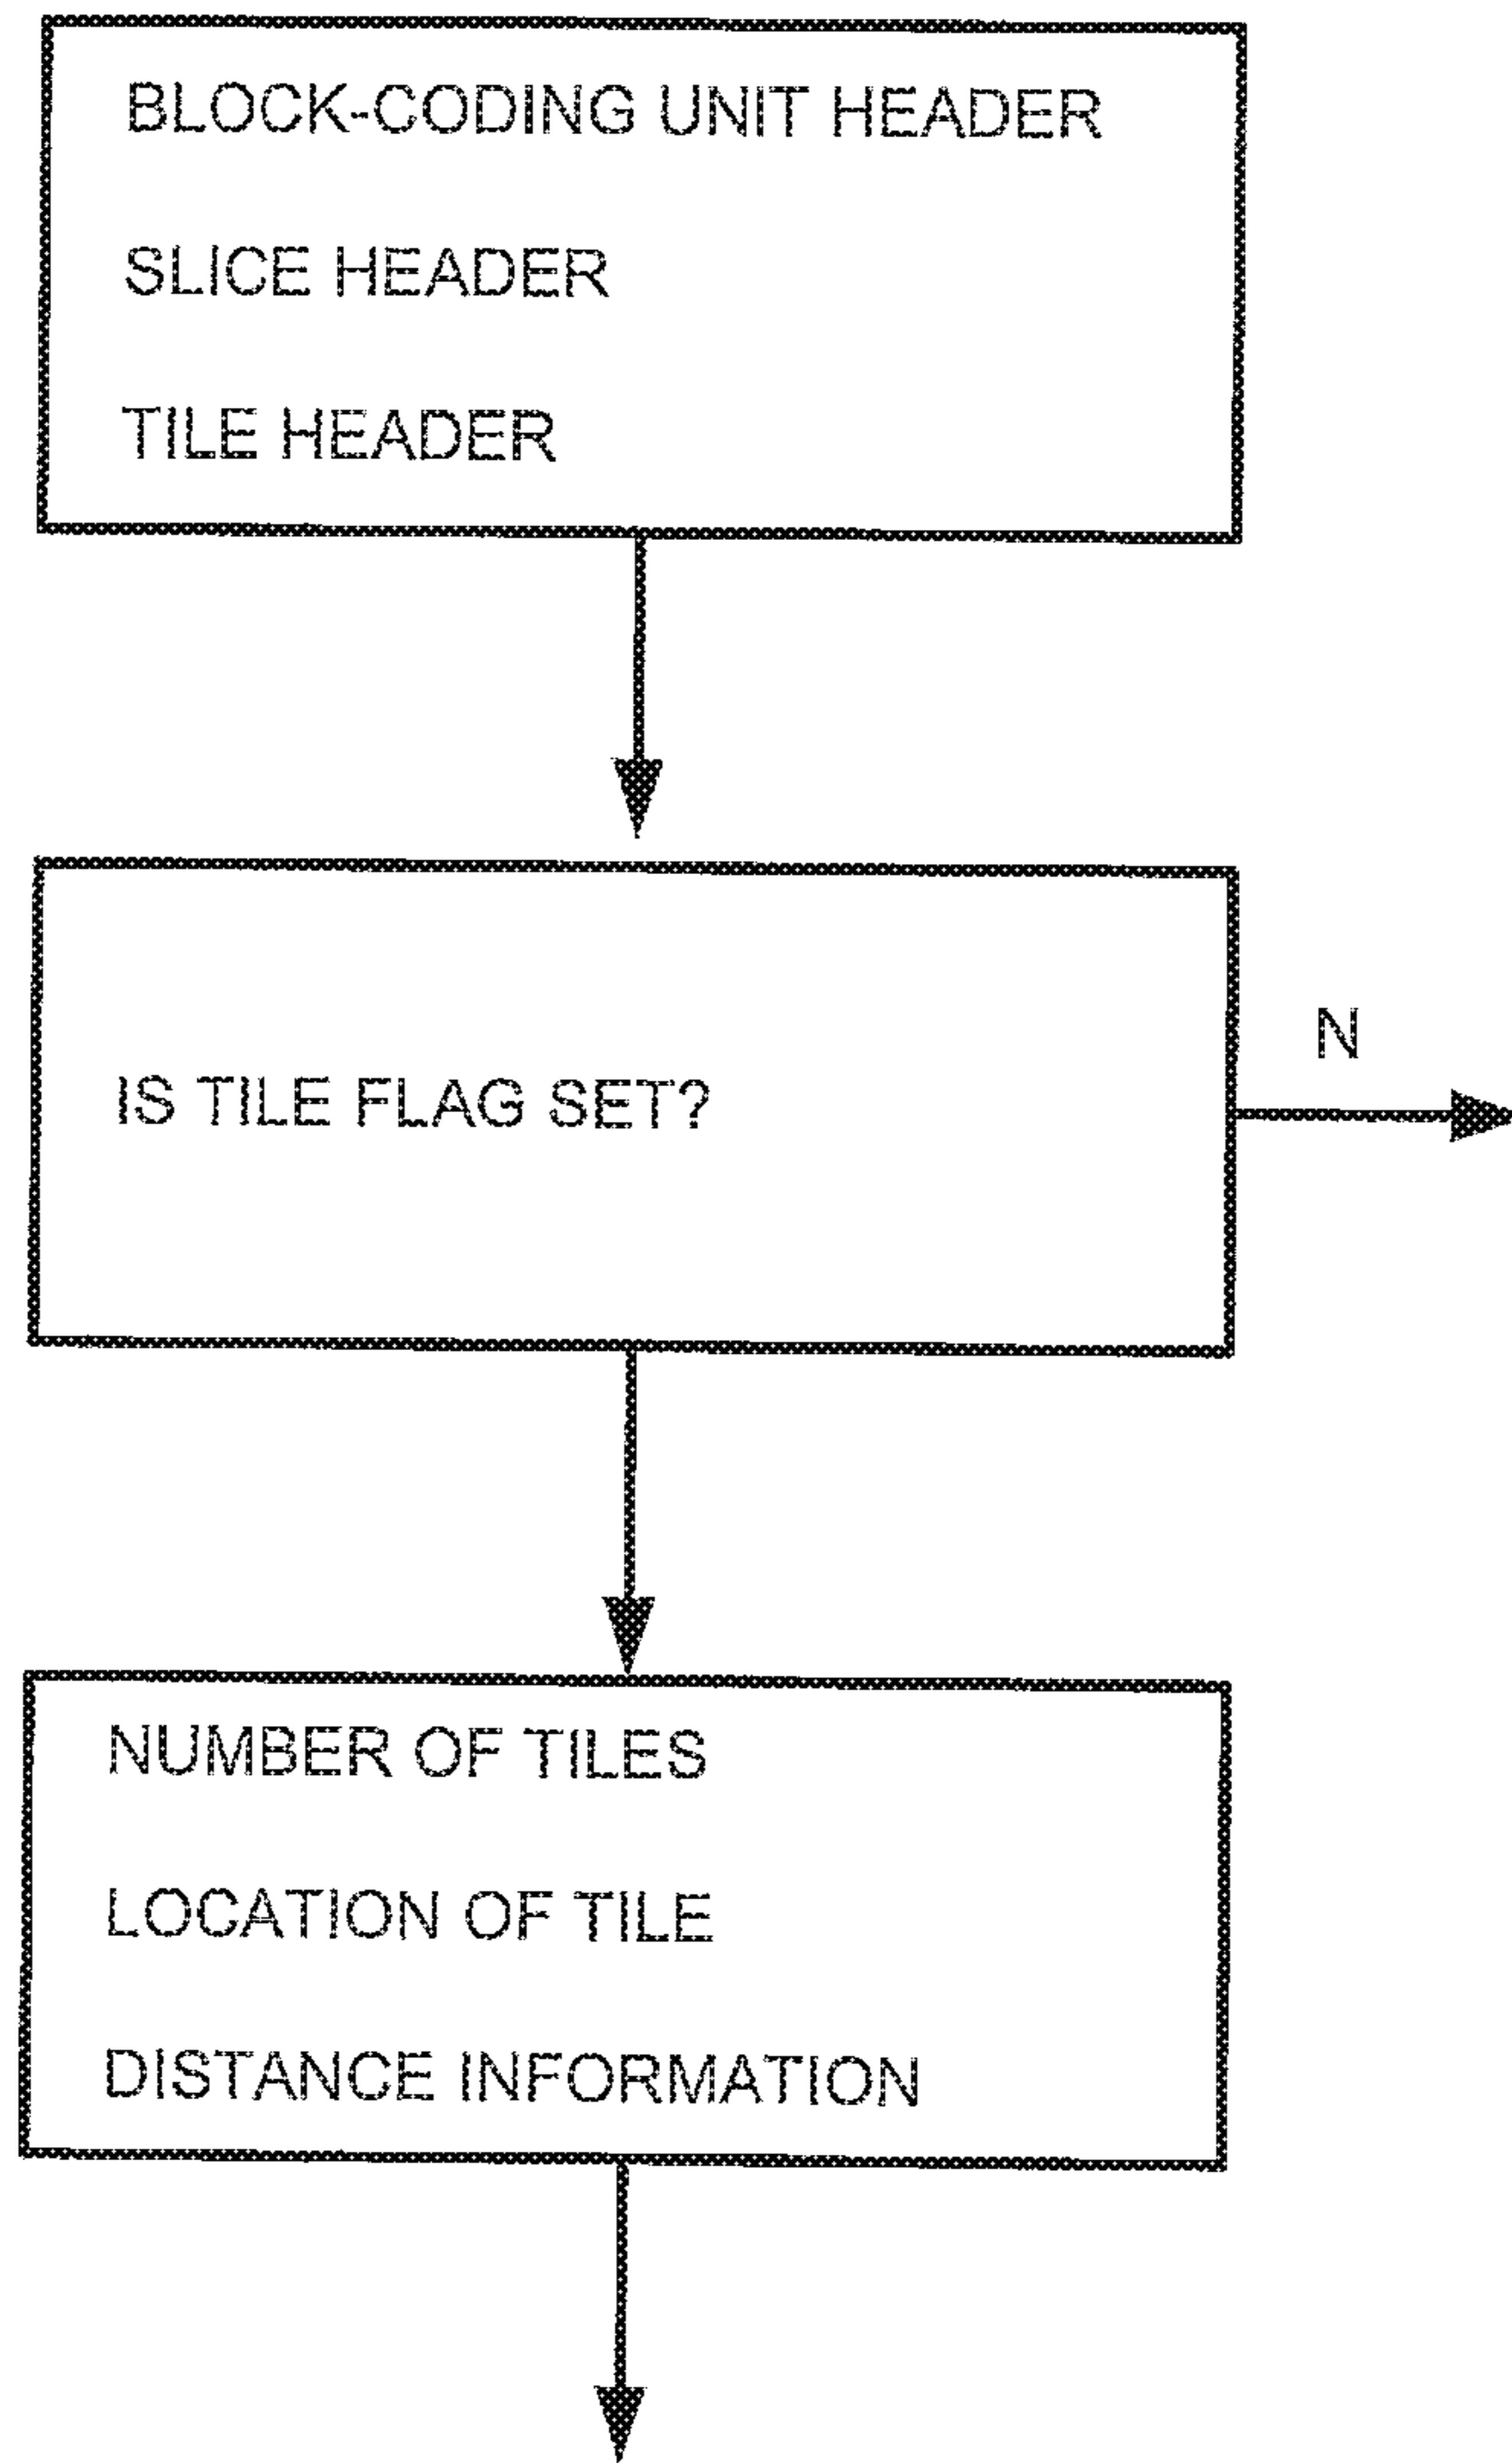 BLOCK-CODING UNIT HEADER
SLICE HEADER
TILE HEADER
N
IS TILE FLAG SET?
NUMBER OF TILES
LOCATION OF TILE
DISTANCE INFORMATION